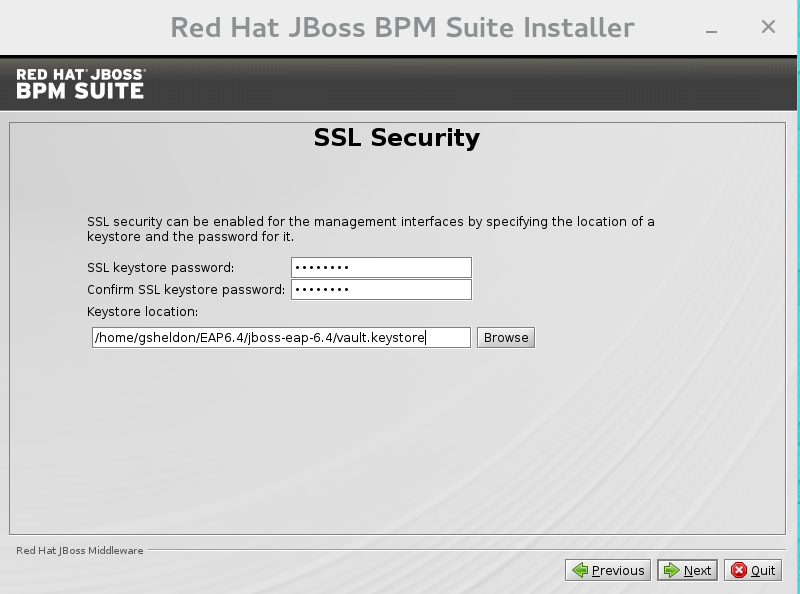 Red Hat JBoss BPM Suite Installer
RED HAT JBOSS
BPM SUITE
SSL Security
SSL security can be enabled for the management interfaces by specifying the location of a
keystore and the password for it.
SSL keystore password: ••••••••
Confirm SSL keystore password: ••••••••
Keystore location:
/home/gsheldon/EAP6.4/jboss-eap-6.4/vault.keystore Browse
Red Hat JBoss Middleware
Previous Next Quit